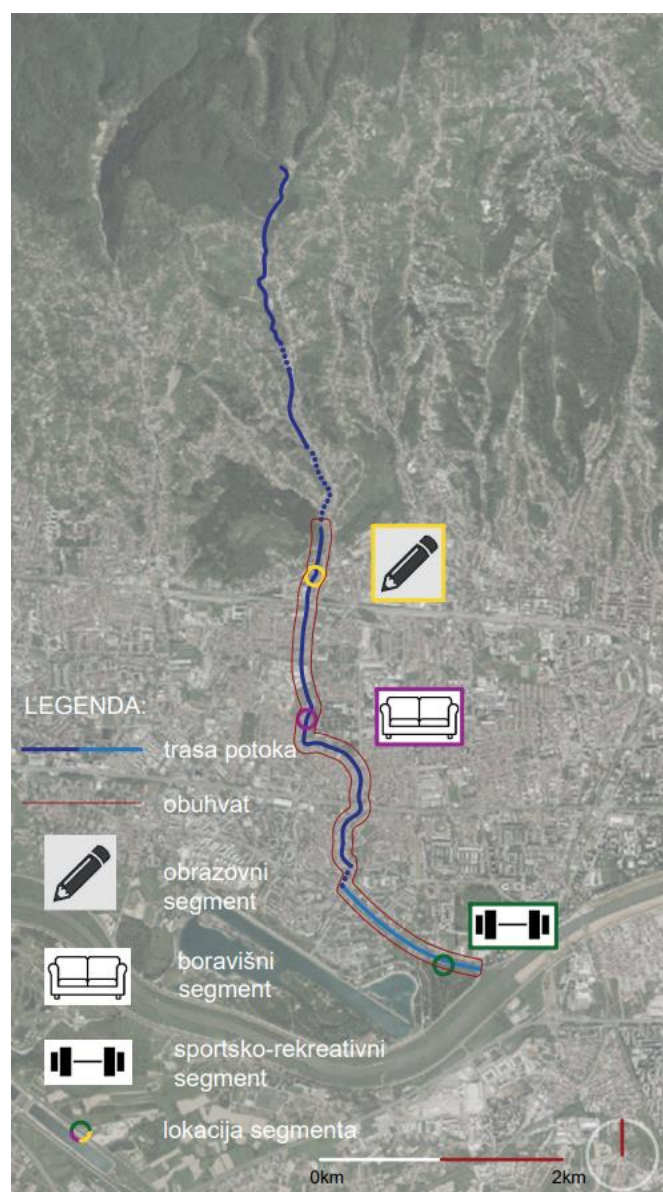 LEGENDA:
trasa potoka
obuhvat
obrazovni
segment
boravišni
segment
sportsko-rekreativni
segment
lokacija segmenta
0km
2km